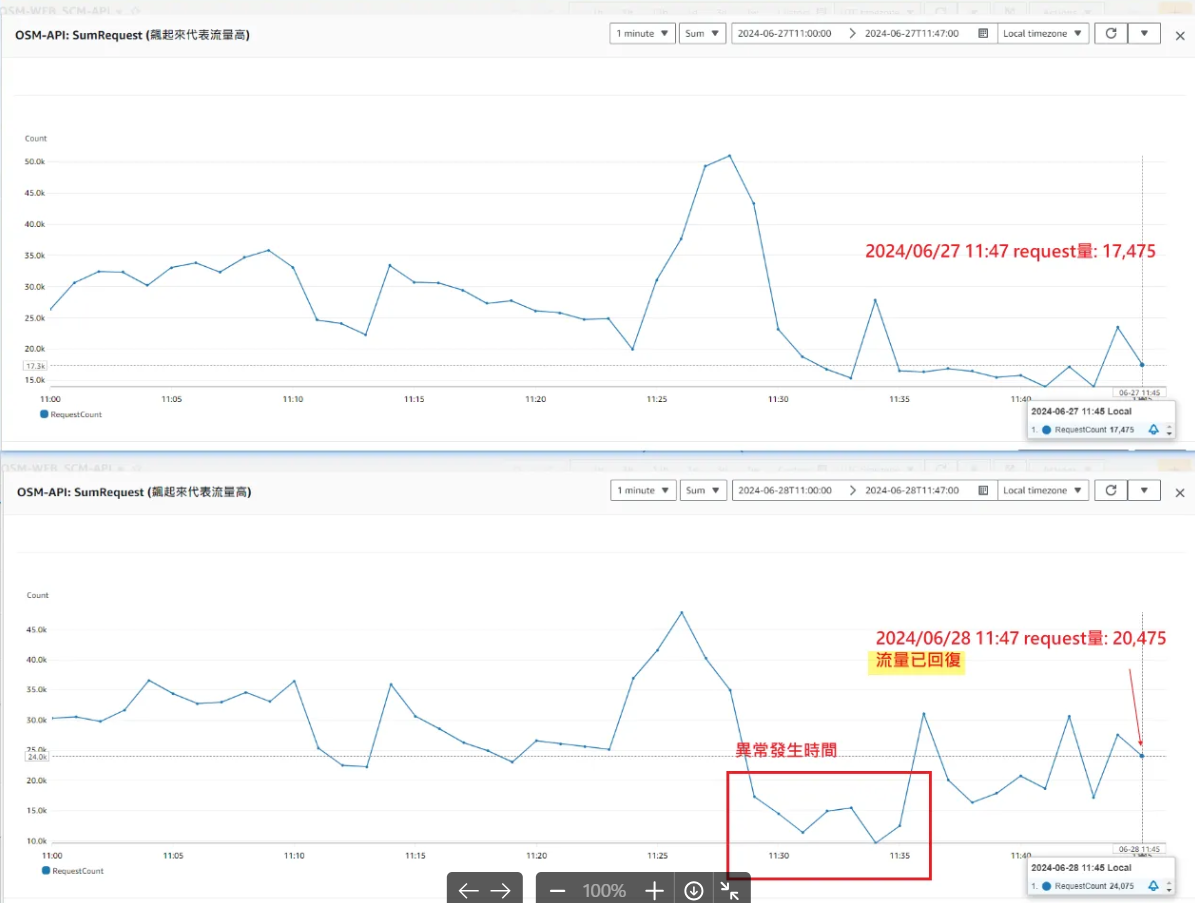 OSM-WEB_SCM-API
OSM-API: SumRequest (飆起來代表流量高)
1 minute
Sum
2024-06-27T11:00:00
2024-06-27T11:47:00
Local timezone
Count
50.0k
45.0k
40.0k
35.0k
30.0k
25.0k
20.0k
17.3k
15.0k
2024/06/27 11:47 request量: 17,475
11:00 11:05 11:10 11:15 11:20 11:25 11:30 11:35 11:40
06-27 11:45
RequestCount
2024-06-27 11:45 Local
1. RequestCount 17,475
OSM-WEB_SCM-API
OSM-API: SumRequest (飆起來代表流量高)
1 minute
Sum
2024-06-28T11:00:00
2024-06-28T11:47:00
Local timezone
Count
45.0k
40.0k
35.0k
30.0k
25.0k
24.0k
20.0k
15.0k
10.0k
2024/06/28 11:47 request量: 20,475
流量已回復
異常發生時間
11:00 11:05 11:10 11:15 11:20 11:25 11:30 11:35 11:40
06-28 11:45
RequestCount
2024-06-28 11:45 Local
1. RequestCount 24,075
100%